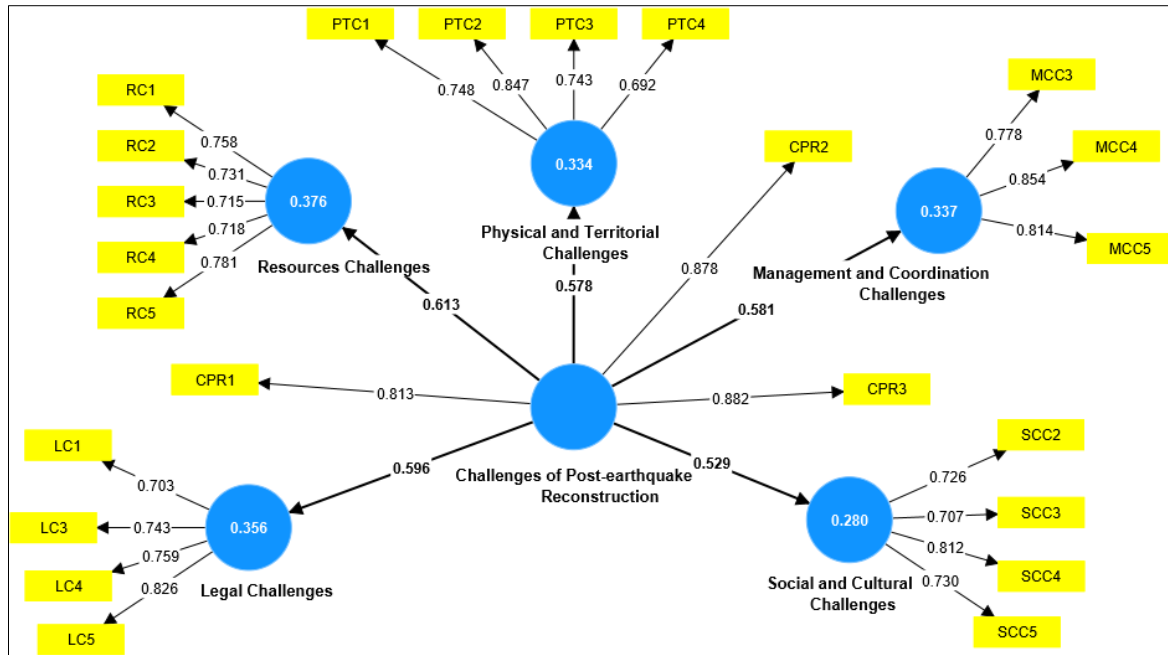 PTC1
PTC2
PTC3
PTC4
0.748
0.847
0.743
0.692
0.334
Physical and Territorial
Challenges
0.578
RC1
RC2
RC3
RC4
RC5
0.758
0.731
0.715
0.718
0.781
0.376
Resources Challenges
0.613
MCC3
MCC4
MCC5
0.778
0.854
0.814
0.337
Management and Coordination
Challenges
0.581
CPR2
0.878
CPR1
0.813
CPR3
0.882
Challenges of Post-earthquake
Reconstruction
LC1
LC3
LC4
LC5
0.703
0.743
0.759
0.826
0.356
Legal Challenges
0.596
0.529
SCC2
SCC3
SCC4
SCC5
0.726
0.707
0.812
0.730
0.280
Social and Cultural
Challenges